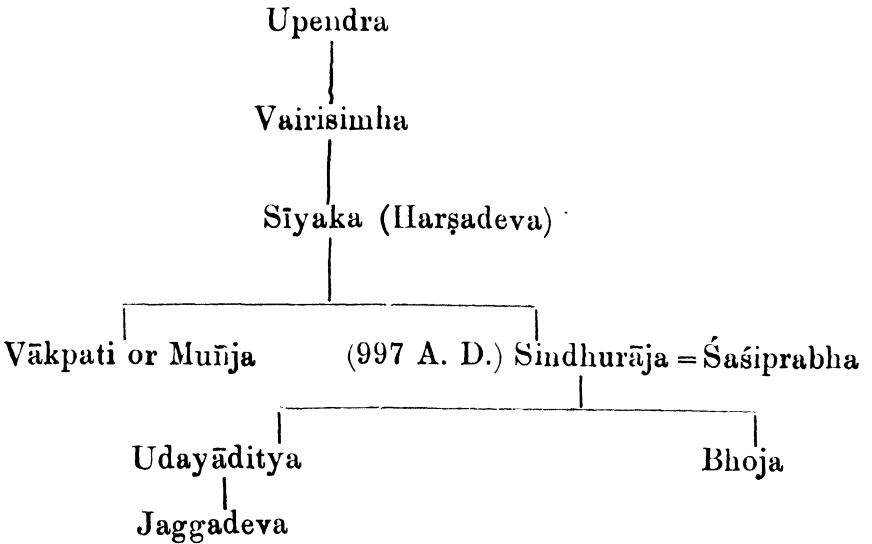 Upendra
Vairisimha
Sīyaka (Harṣadeva)
Vākpati or Muñja (997 A. D.) Sindhurāja = Śaśiprabha
Udayāditya Bhoja
Jaggadeva